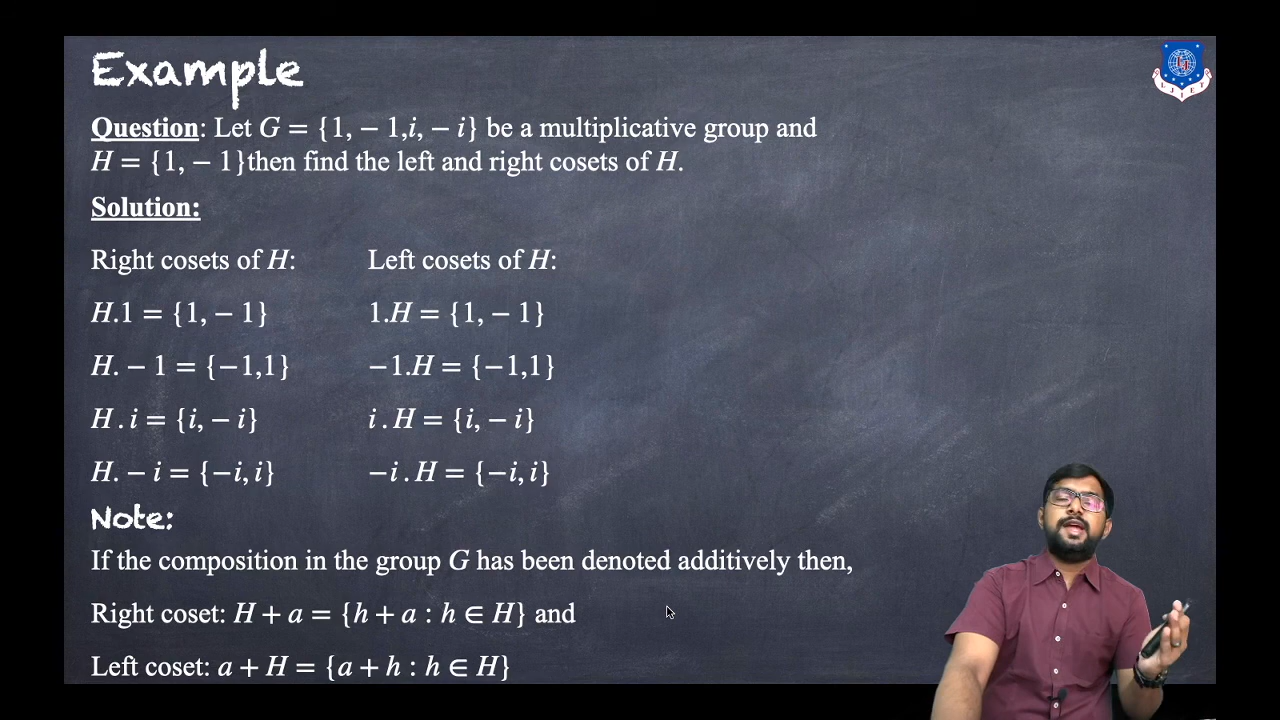 Example
Question: Let G = {1, − 1,i, − i} be a multiplicative group and
H = {1, − 1}then find the left and right cosets of H.
Solution:
Right cosets of H: Left cosets of H:
H.1 = {1, − 1} 1.H = {1, − 1}
H. − 1 = {−1,1} −1.H = {−1,1}
H . i = {i, − i} i . H = {i, − i}
H. − i = {−i, i} −i . H = {−i, i}
Note:
If the composition in the group G has been denoted additively then,
Right coset: H + a = {h + a : h ∈ H} and
Left coset: a + H = {a + h : h ∈ H}